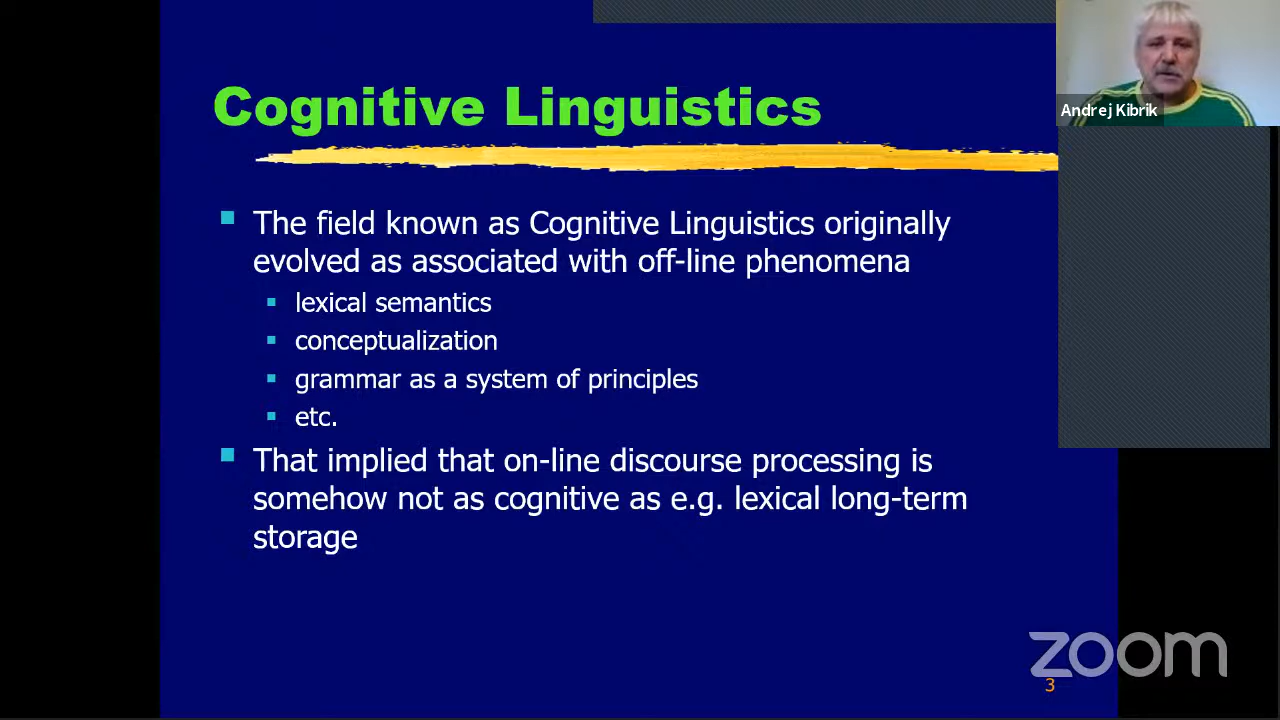 Cognitive Linguistics
Andrej Kibrik
The field known as Cognitive Linguistics originally
evolved as associated with off-line phenomena
lexical semantics
conceptualization
grammar as a system of principles
etc.
That implied that on-line discourse processing is
somehow not as cognitive as e.g. lexical long-term
storage
zoom
3